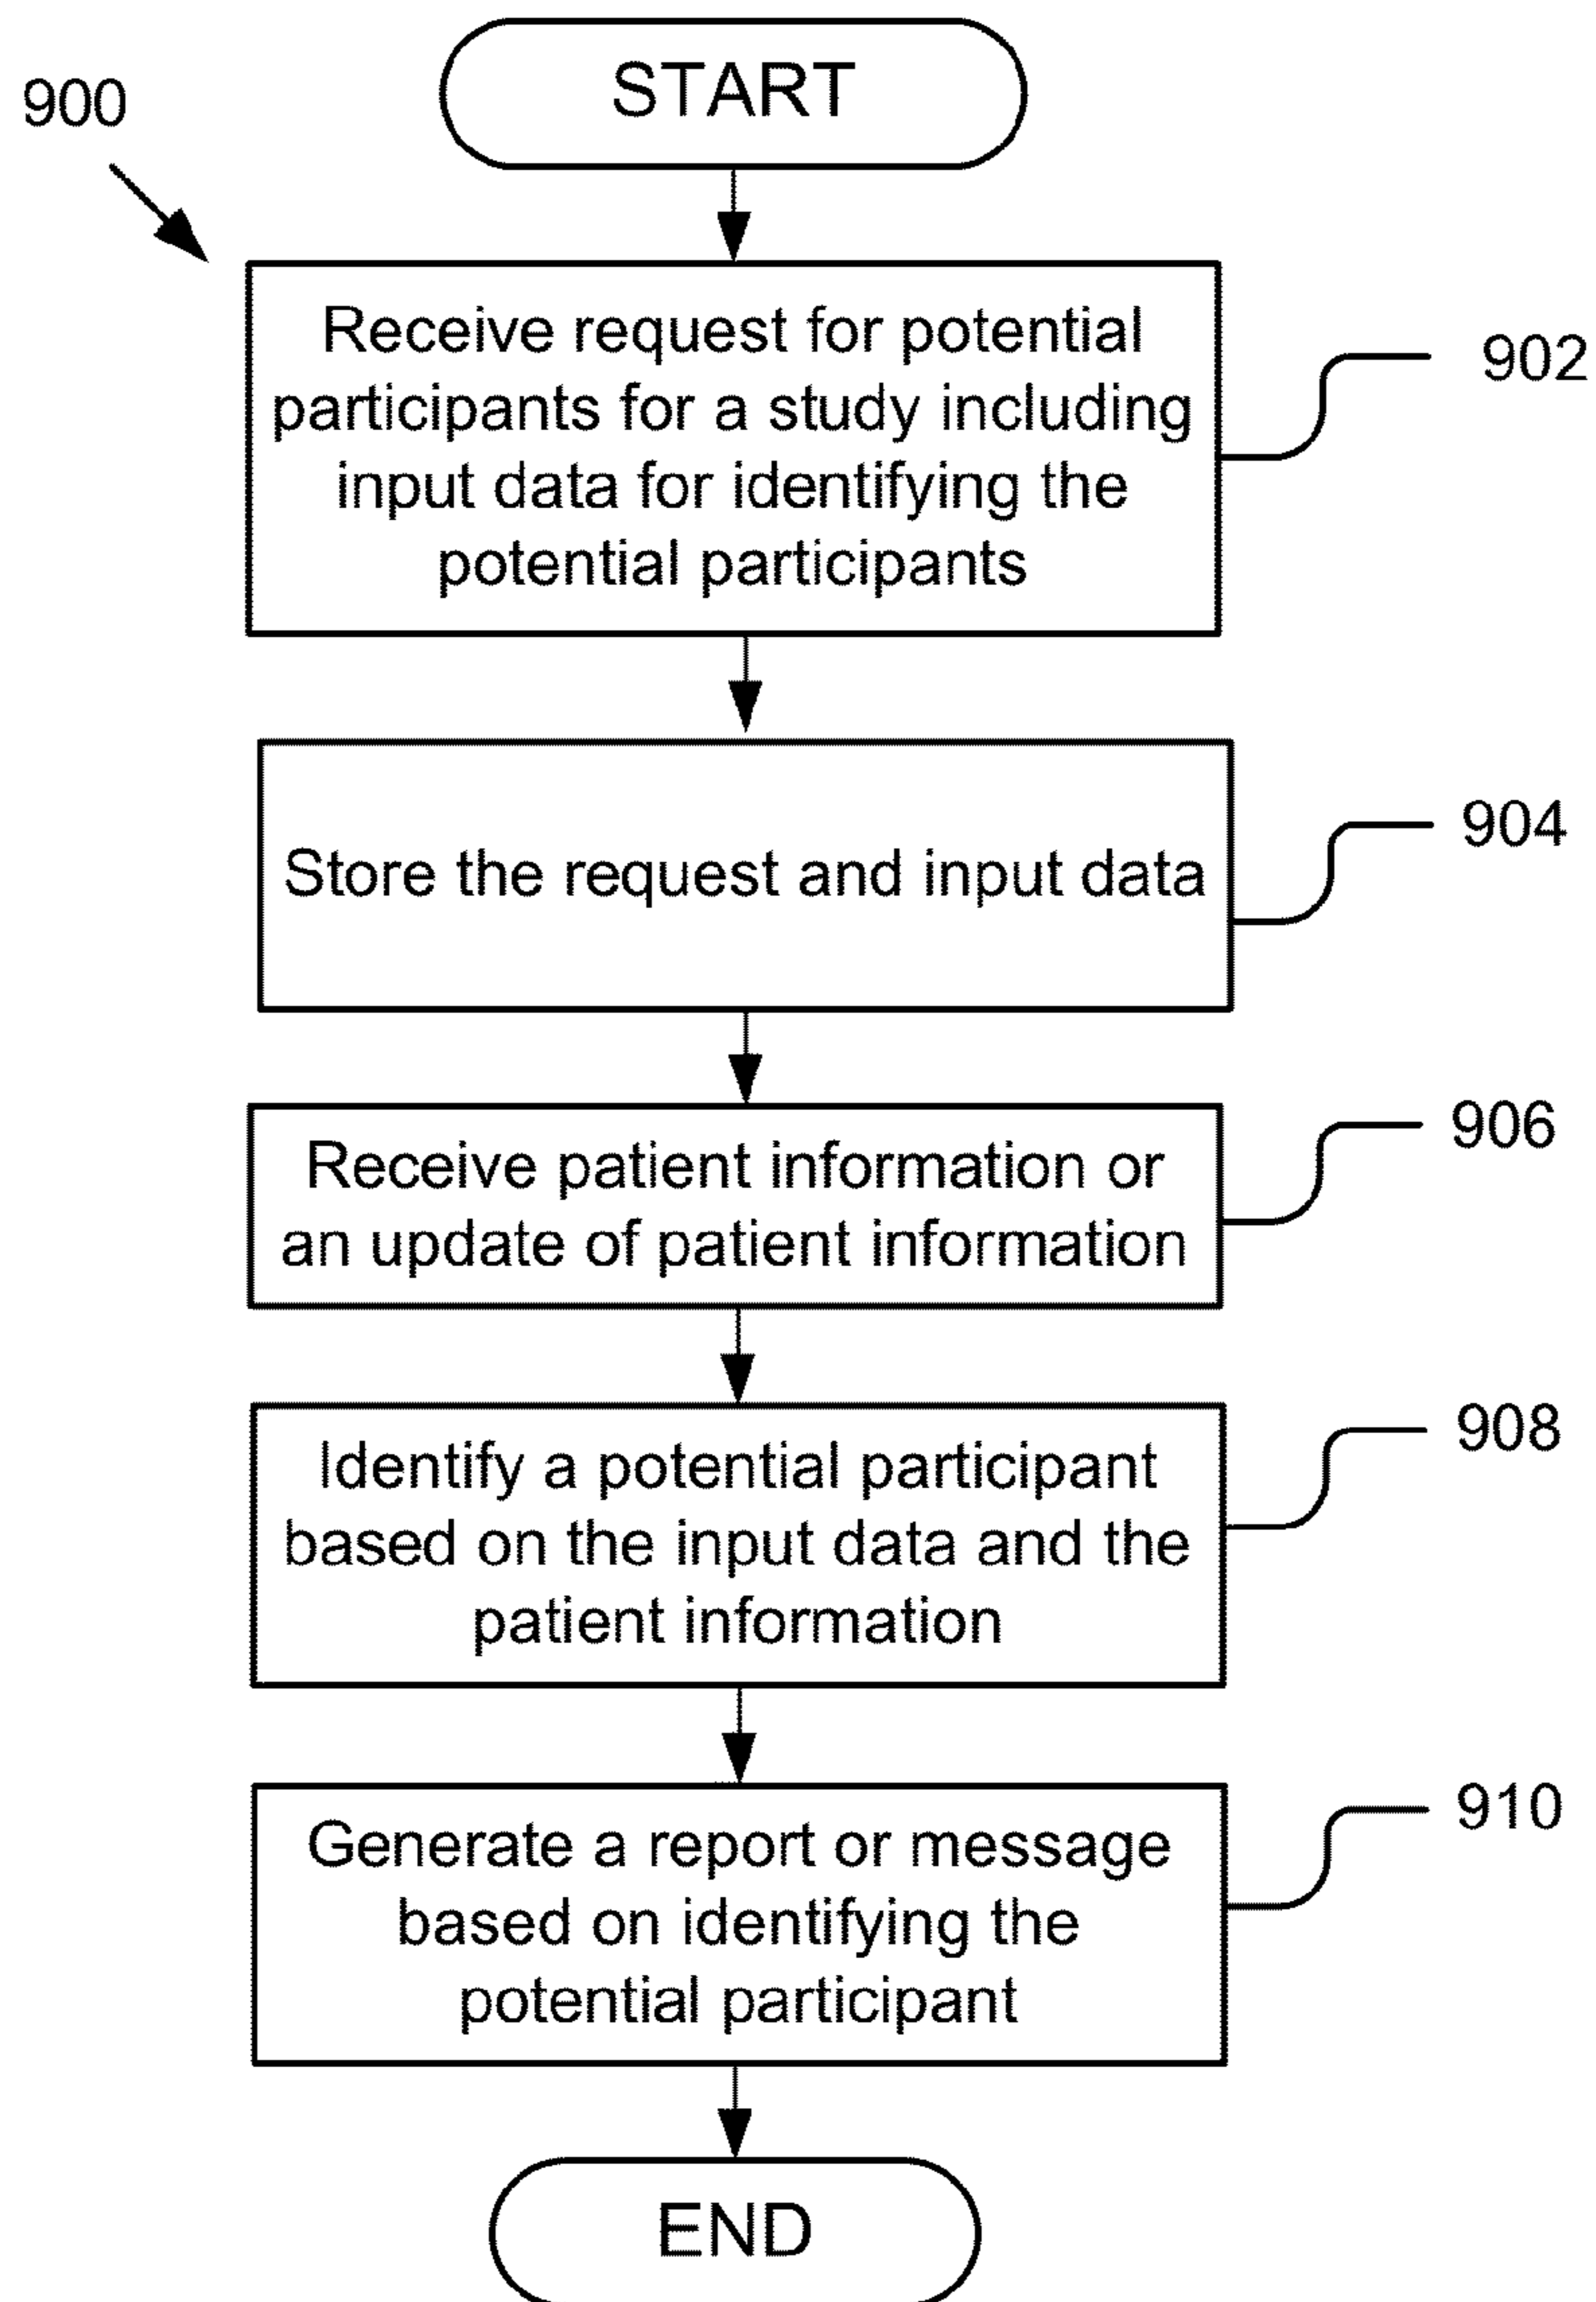 START
900
Receive request for potential
participants for a study including
input data for identifying the
potential participants
902
Store the request and input data
904
Receive patient information or
an update of patient information
906
Identify a potential participant
based on the input data and the
patient information
908
Generate a report or message
based on identifying the
potential participant
910
END